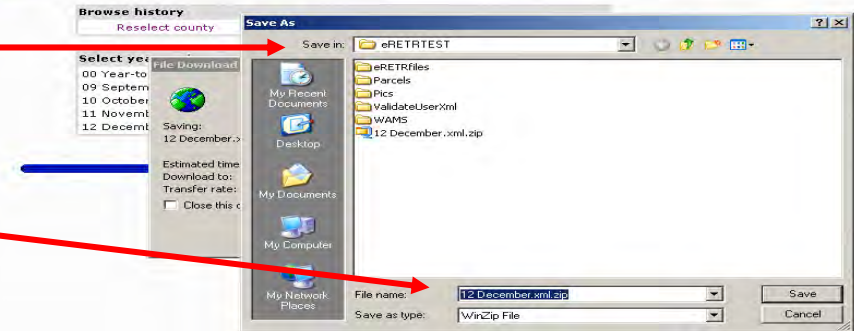 Browse history
Reselect county
Select
00 Year-to
09 Septem
10 October
11 Novemb
12 Decemb
File Download
Saving:
12 December.x
Estimated time
Download to:
Transfer rate:
Close this c
Save As
Save in: eRETRTEST
My Recent Documents
Desktop
My Documents
My Computer
My Network Places
eRETRfiles
Parcels
Pics
ValidateUserXml
WAMS
12 December.xml.zip
File name: 12 December.xml.zip Save
Save as type: WinZip File Cancel